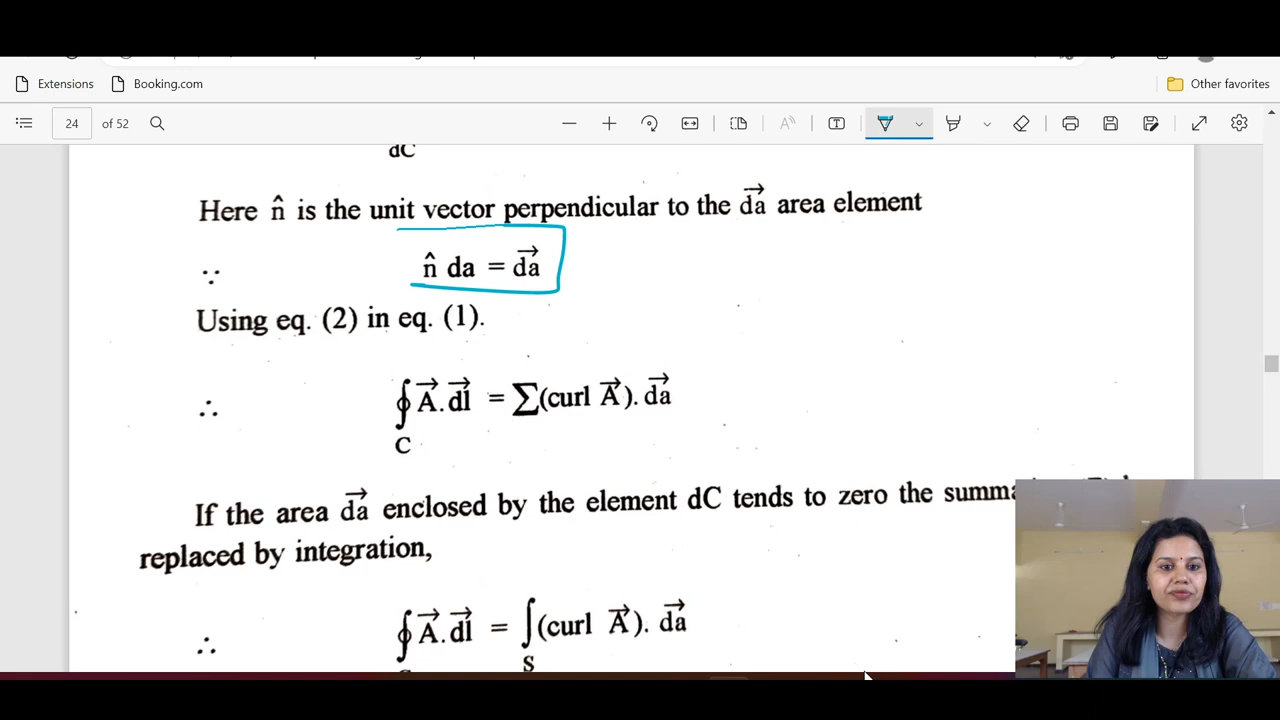 Extensions Booking.com Other favorites
24 of 52
dC
Here n̂ is the unit vector perpendicular to the d⃗a area element
∵ n̂ da = d⃗a
Using eq. (2) in eq. (1).
∴ ∮ A⃗.d⃗l = ∑(curl A⃗). d⃗a
C
If the area d⃗a enclosed by the element dC tends to zero the
replaced by integration,
∴ ∮ A⃗.d⃗l = ∫(curl A⃗). d⃗a
S